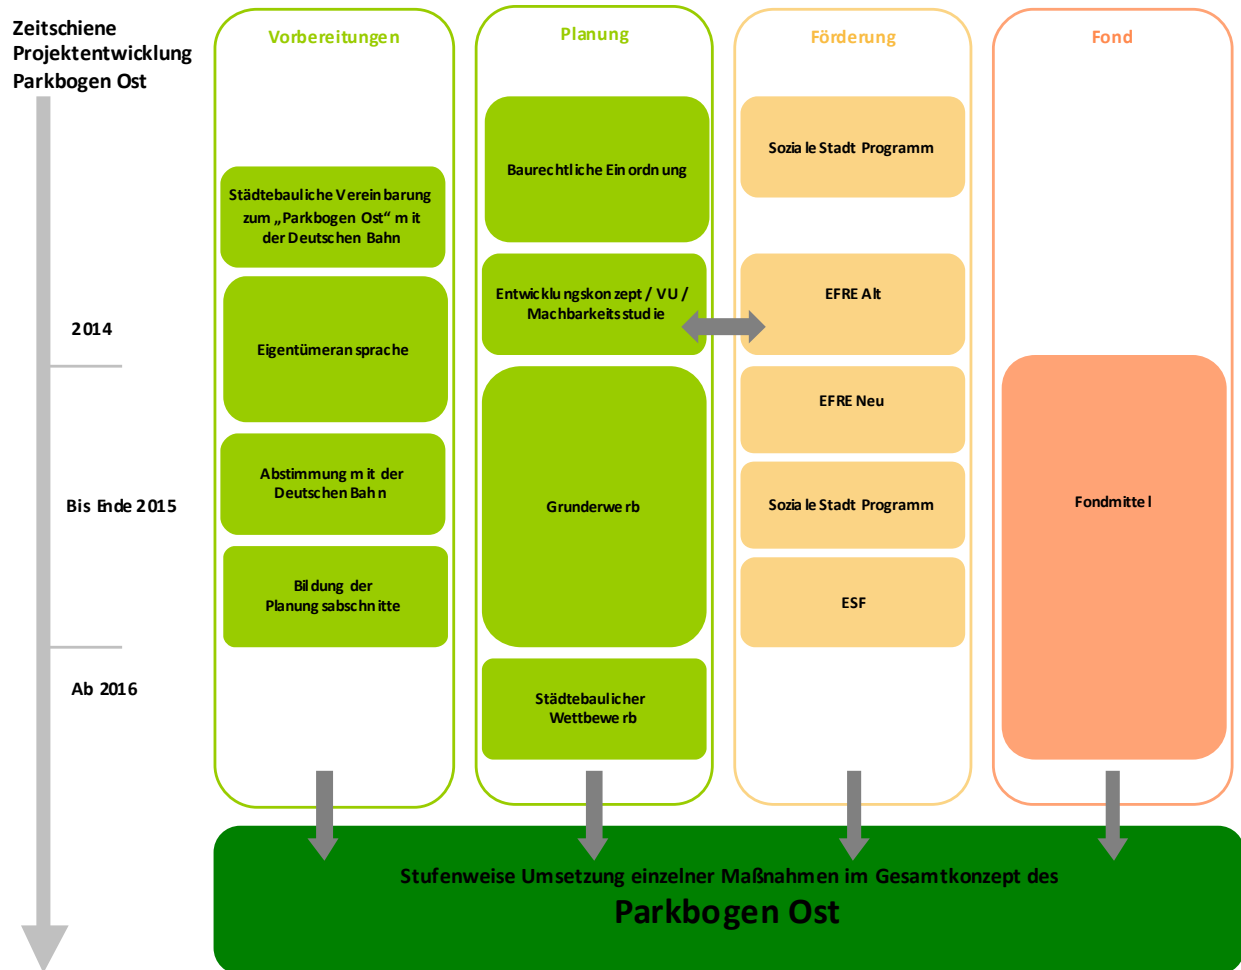 Zeitschiene
Projektentwicklung
Parkbogen Ost
2014
Bis Ende 2015
Ab 2016
Vorbereitungen
Städtebauliche Vereinbarung
zum „Parkbogen Ost“ mit
der Deutschen Bahn
Eigentümeransprache
Abstimmung mit der
Deutschen Bahn
Bildung der
Planungsabschnitte
Planung
Baurechtliche Einordnung
Entwicklungskonzept / VU /
Machbarkeitsstudie
Grunderwerb
Städtebaulicher
Wettbewerb
Förderung
Soziale Stadt Programm
EFRE Alt
EFRE Neu
Soziale Stadt Programm
ESF
Fond
Fondmittel
Stufenweise Umsetzung einzelner Maßnahmen im Gesamtkonzept des
Parkbogen Ost